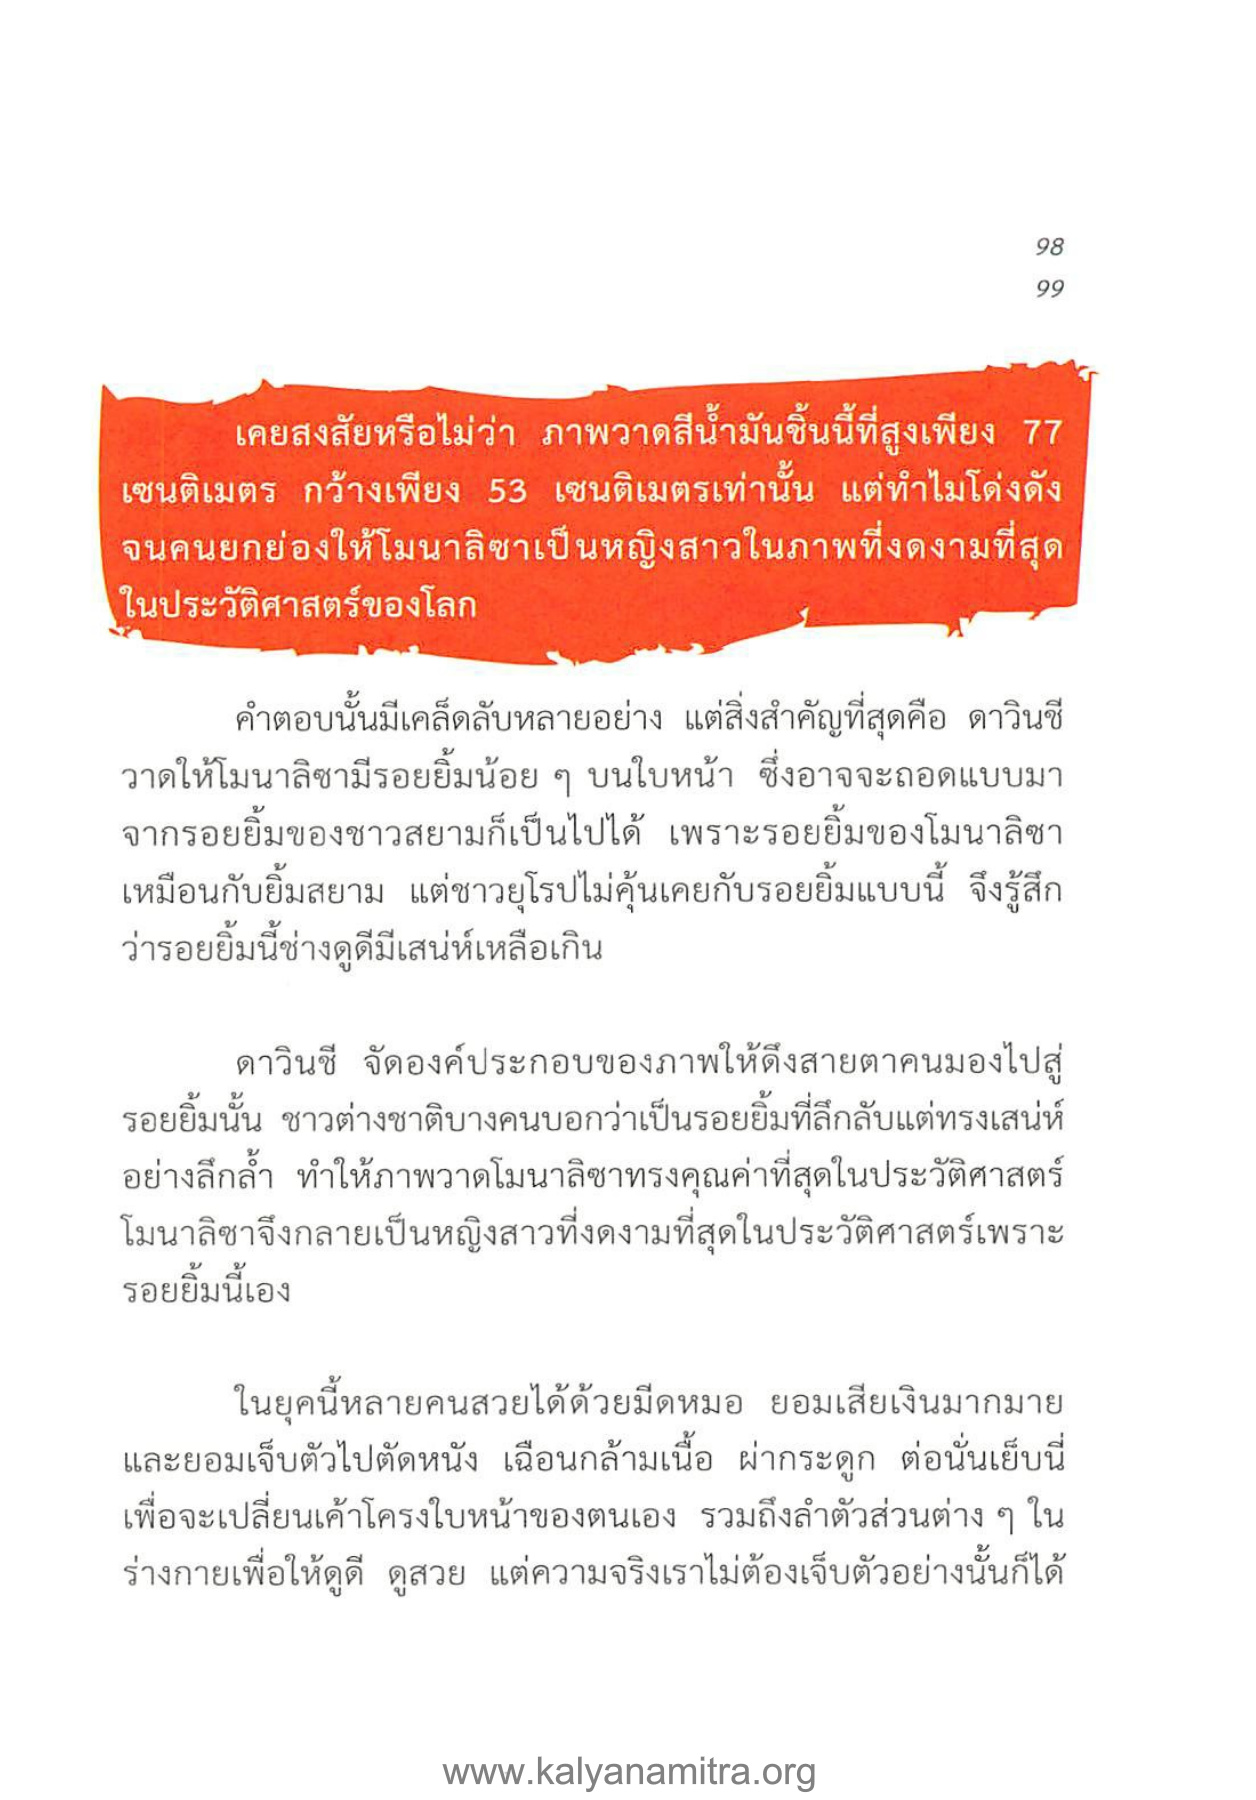 98
99
เคยสงสัยหรือไม่ว่า ภาพวาดสีน้ำมันชิ้นนี้ที่สูงเพียง 77
เซนติเมตร กว้างเพียง 53 เซนติเมตรเท่านั้น แต่ทำไมโด่งดัง
จนคนยกย่องให้โมนาลิซาเป็นหญิงสาวในภาพที่งดงามที่สุด
ในประวัติศาสตร์ของโลก
คำตอบนั้นมีเคล็ดลับหลายอย่าง แต่สิ่งสำคัญที่สุดคือ ดาวินชี
วาดให้โมนาลิซามีรอยยิ้มน้อย ๆ บนใบหน้า ซึ่งอาจจะถอดแบบมา
จากรอยยิ้มของชาวสยามก็เป็นไปได้ เพราะรอยยิ้มของโมนาลิซา
เหมือนกับยิ้มสยาม แต่ชาวยุโรปไม่คุ้นเคยกับรอยยิ้มแบบนี้ จึงรู้สึก
ว่ารอยยิ้มนี้ช่างดูดีมีเสน่ห์เหลือเกิน
ดาวินชี จัดองค์ประกอบของภาพให้ดึงสายตาคนมองไปสู่
รอยยิ้มนั้น ชาวต่างชาติบางคนบอกว่าเป็นรอยยิ้มที่ลึกลับแต่ทรงเสน่ห์
อย่างลึกล้ำ ทำให้ภาพวาดโมนาลิซาทรงคุณค่าที่สุดในประวัติศาสตร์
โมนาลิซาจึงกลายเป็นหญิงสาวที่งดงามที่สุดในประวัติศาสตร์เพราะ
รอยยิ้มนี้เอง
ในยุคนี้หลายคนสวยได้ด้วยมีดหมอ ยอมเสียเงินมากมาย
และยอมเจ็บตัวไปตัดหนัง เฉือนกล้ามเนื้อ ผ่ากระดูก ต่อนั่นเย็บนี่
เพื่อจะเปลี่ยนเค้าโครงใบหน้าของตนเอง รวมถึงลำตัวส่วนต่าง ๆ ใน
ร่างกายเพื่อให้ดูดี ดูสวย แต่ความจริงเราไม่ต้องเจ็บตัวอย่างนั้นก็ได้
www.kalyanamitra.org